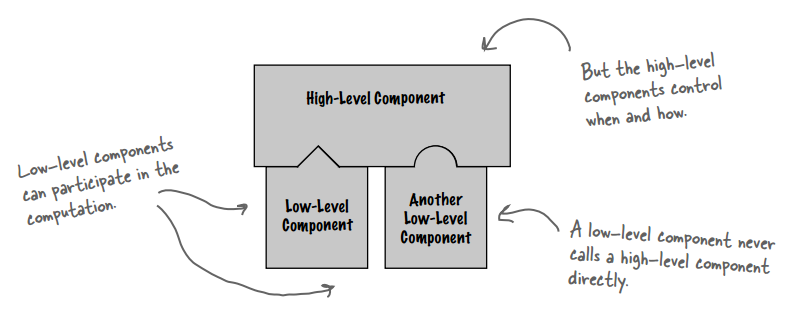 But the high-level
components control
when and how.
High-Level Component
Low-level components
can participate in the
computation.
Low-Level
Component
Another
Low-Level
Component
A low-level component never
calls a high-level component
directly.